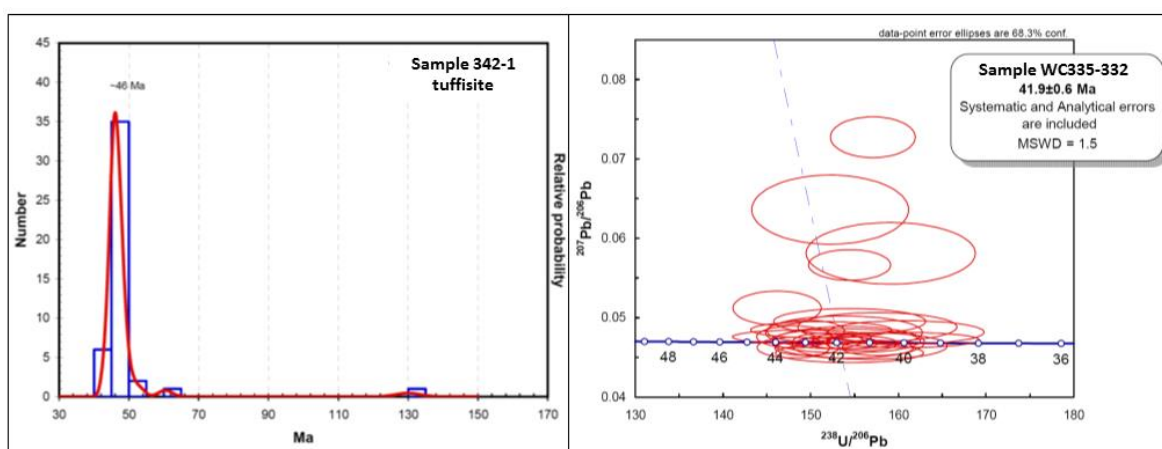 Sample 342-1
tuffisite
~46 Ma
45
40
35
30
25
20
15
10
5
0
Number
Relative probability
30
50
70
90
110
130
150
170
Ma
data-point error ellipses are 68.3% conf.
Sample WC335-332
41.9±0.6 Ma
Systematic and Analytical errors
are included
MSWD = 1.5
0.08
0.07
0.06
0.05
0.04
207Pb/206Pb
48
46
44
42
40
38
36
130
140
150
160
170
180
238U/206Pb